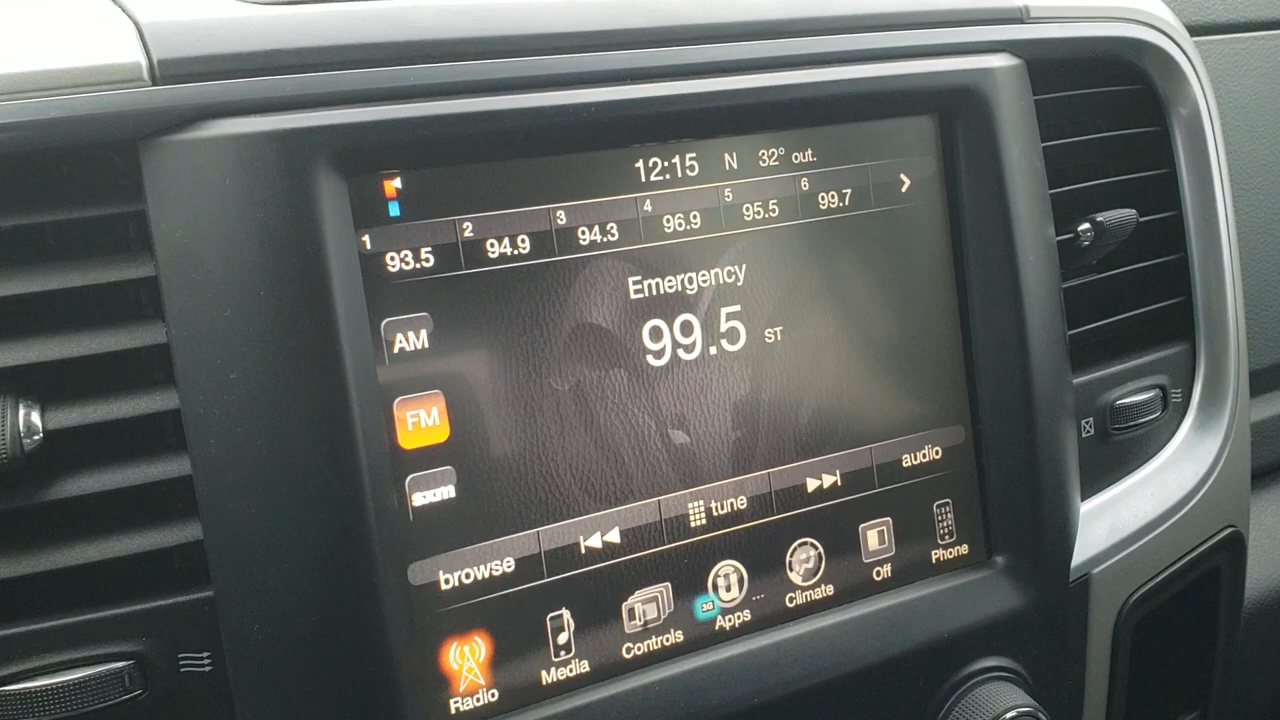 12:15 N 32° out.
1 93.5 2 94.9 3 94.3 4 96.9 5 95.5 6 99.7
Emergency
99.5 ST
AM
FM
sxm
browse tune audio
3G
Radio Media Controls Apps ... Climate Off Phone